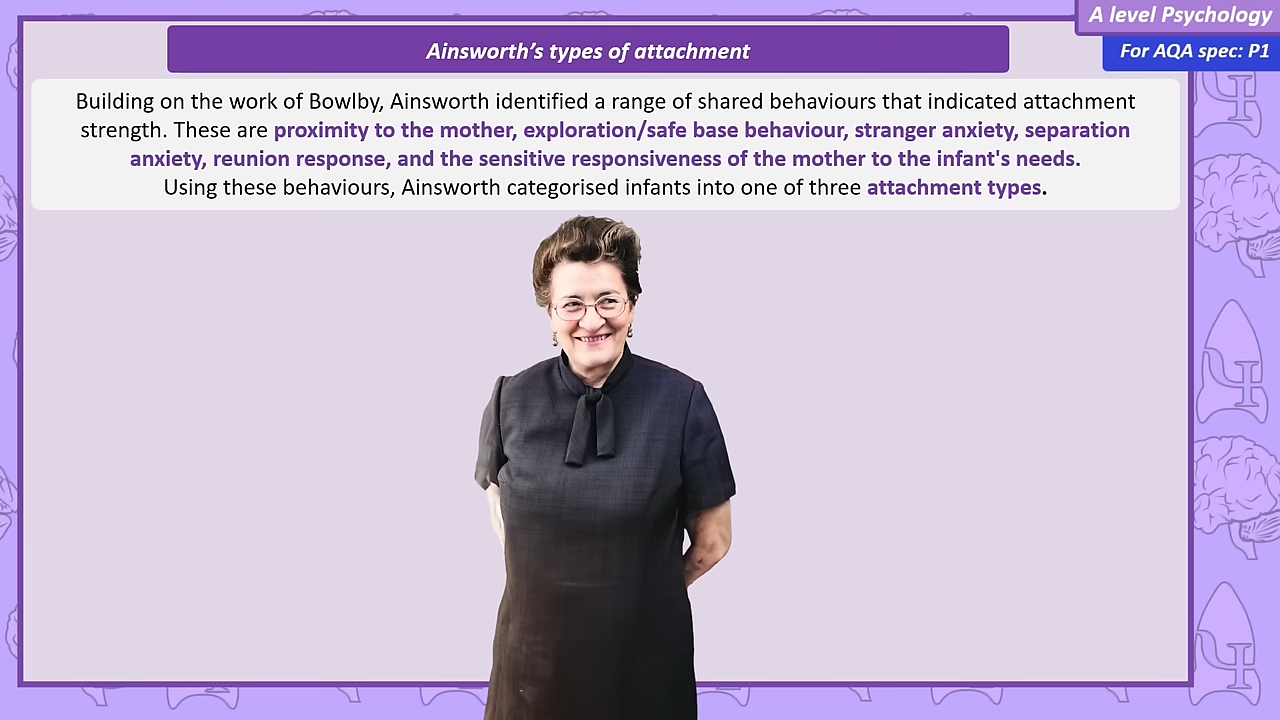 A level Psychology
For AQA spec: P1
Ainsworth’s types of attachment
Building on the work of Bowlby, Ainsworth identified a range of shared behaviours that indicated attachment
strength. These are proximity to the mother, exploration/safe base behaviour, stranger anxiety, separation
anxiety, reunion response, and the sensitive responsiveness of the mother to the infant's needs.
Using these behaviours, Ainsworth categorised infants into one of three attachment types.